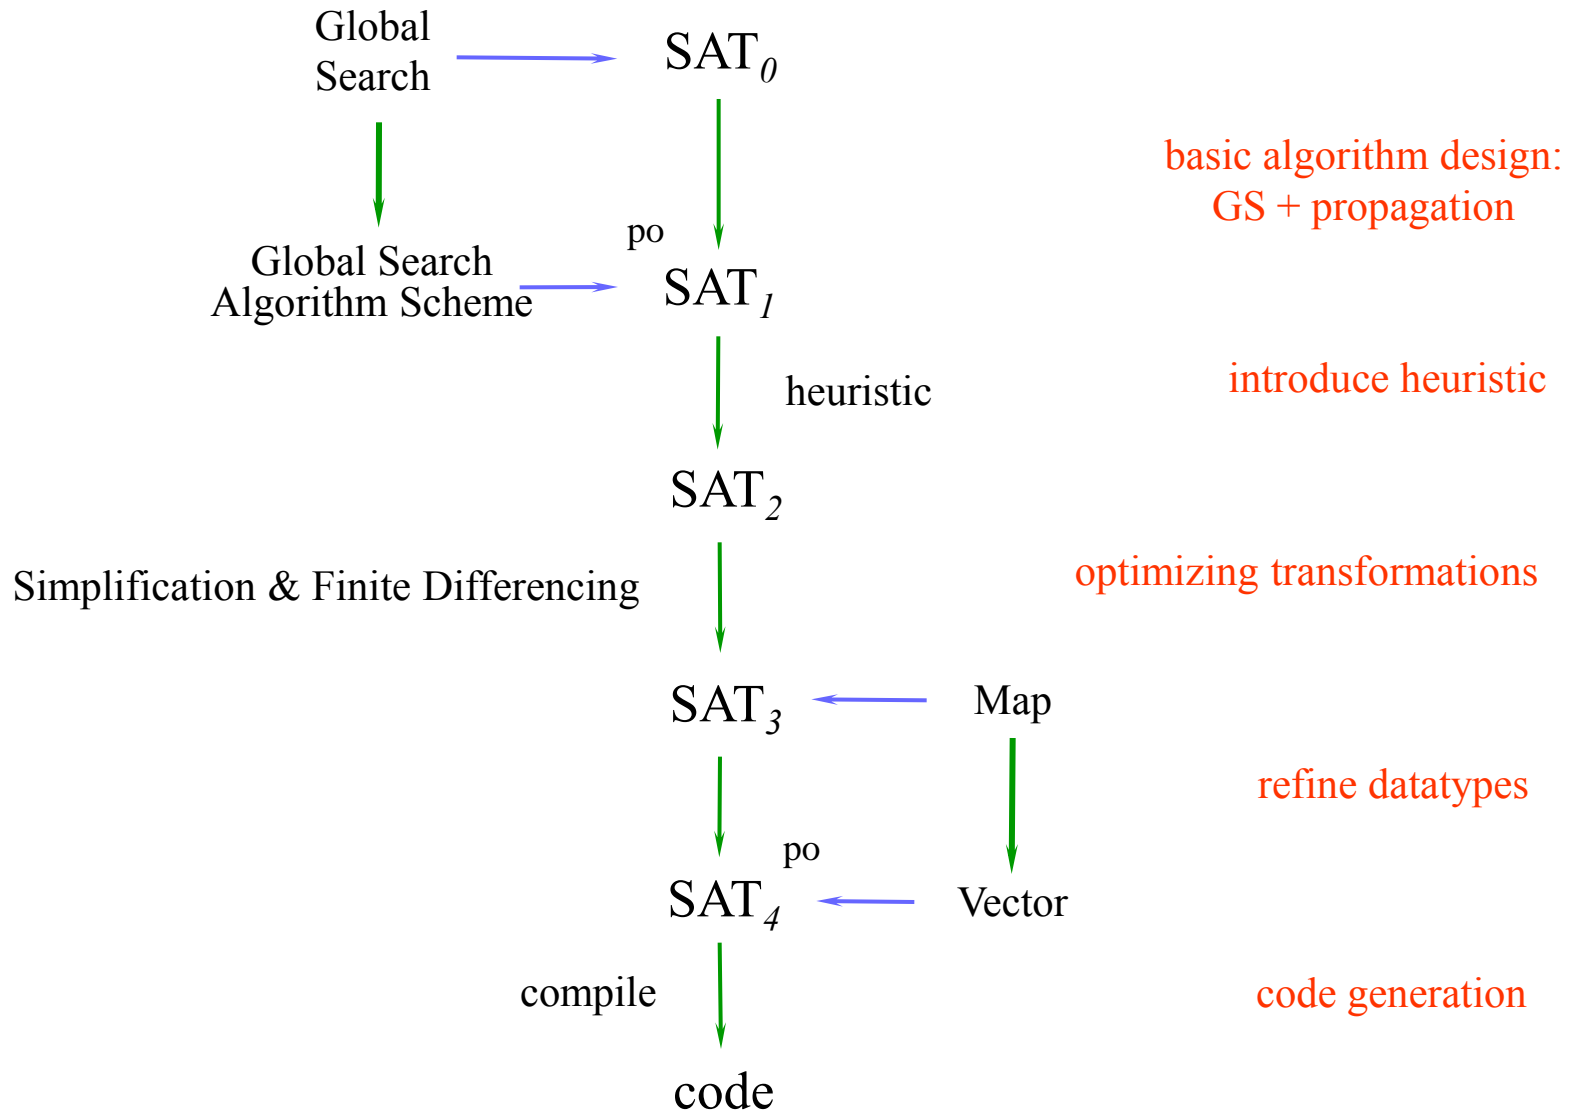 Global
Search
SAT0
basic algorithm design:
GS + propagation
po
Global Search
Algorithm Scheme
SAT1
heuristic
introduce heuristic
SAT2
Simplification & Finite Differencing
optimizing transformations
SAT3
Map
refine datatypes
po
SAT4
Vector
compile
code generation
code